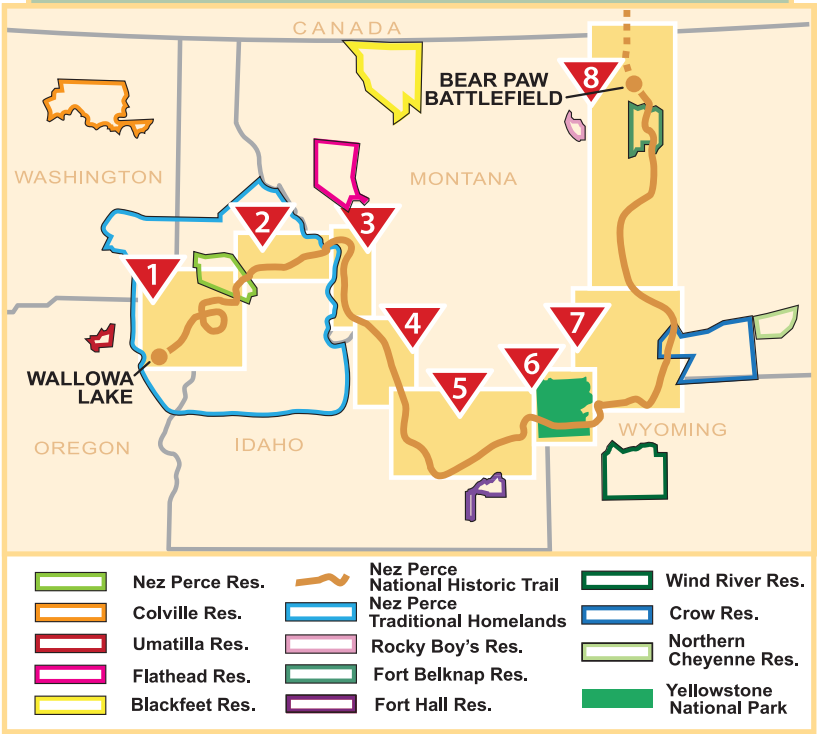 CANADA
BEAR PAW
BATTLEFIELD
8
WASHINGTON
MONTANA
2
3
1
4
7
6
5
WALLOWA
LAKE
OREGON
IDAHO
WYOMING
Nez Perce Res.
Colville Res.
Umatilla Res.
Flathead Res.
Blackfeet Res.
Nez Perce
National Historic Trail
Nez Perce
Traditional Homelands
Rocky Boy's Res.
Fort Belknap Res.
Fort Hall Res.
Wind River Res.
Crow Res.
Northern
Cheyenne Res.
Yellowstone
National Park